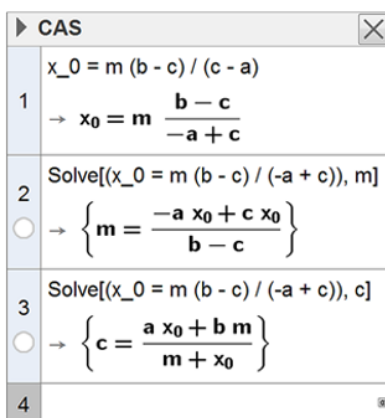 CAS
x_0 = m (b - c) / (c - a)
1
→ x₀ = m (b − c)/(−a + c)
Solve[(x_0 = m (b - c) / (-a + c)), m]
2
→ {m = (−a x₀ + c x₀)/(b − c)}
Solve[(x_0 = m (b - c) / (-a + c)), c]
3
→ {c = (a x₀ + b m)/(m + x₀)}
4